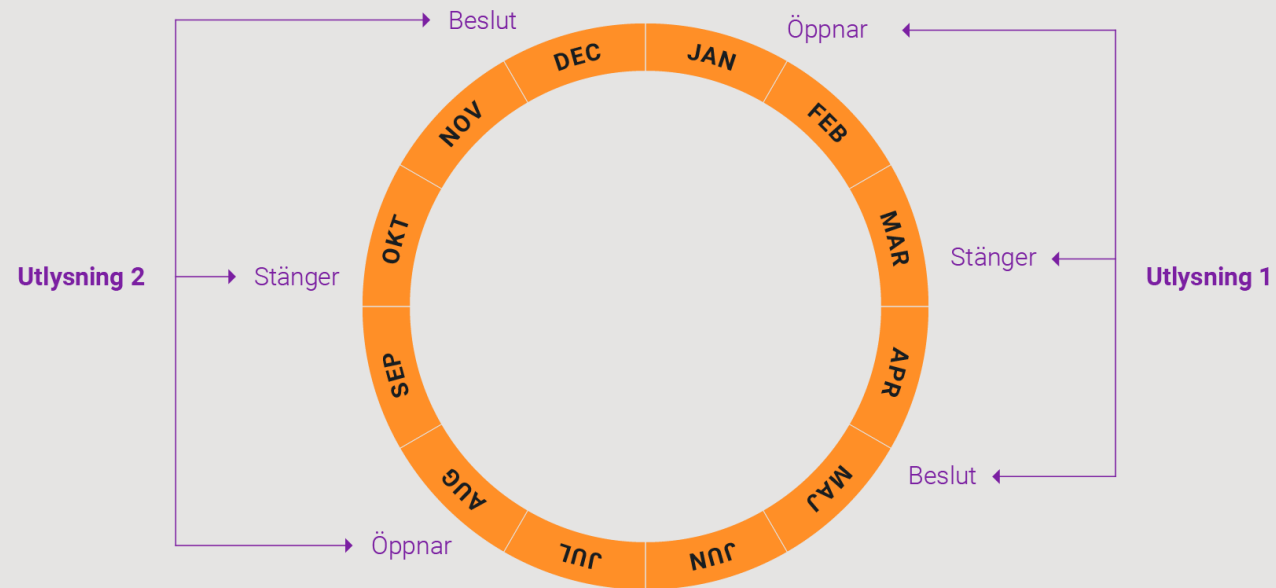 Beslut
Öppnar
DEC
JAN
NOV
FEB
OKT
MAR
Utlysning 2
Stänger
Stänger
Utlysning 1
SEP
APR
AUG
MAJ
Beslut
Öppnar
JUL
JUN